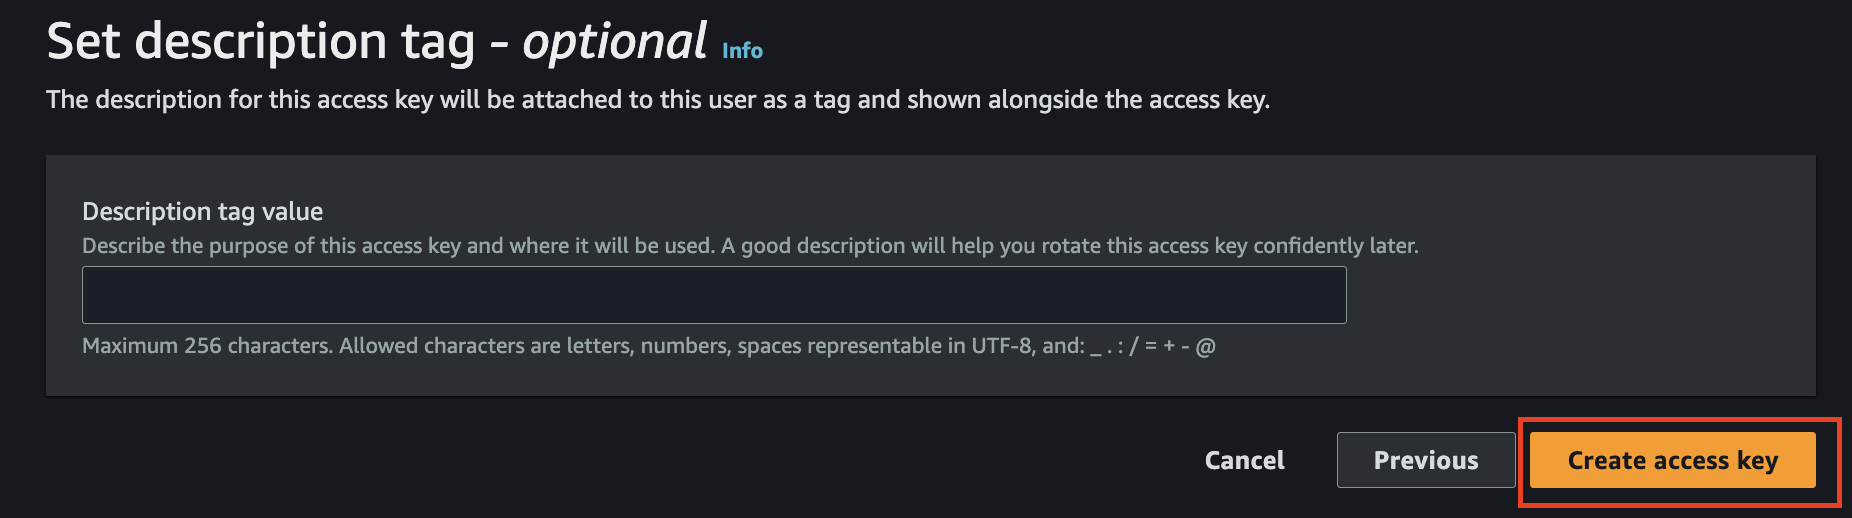 Set description tag - optional Info
The description for this access key will be attached to this user as a tag and shown alongside the access key.
Description tag value
Describe the purpose of this access key and where it will be used. A good description will help you rotate this access key confidently later.
Maximum 256 characters. Allowed characters are letters, numbers, spaces representable in UTF-8, and: _ . : / = + - @
Cancel Previous Create access key